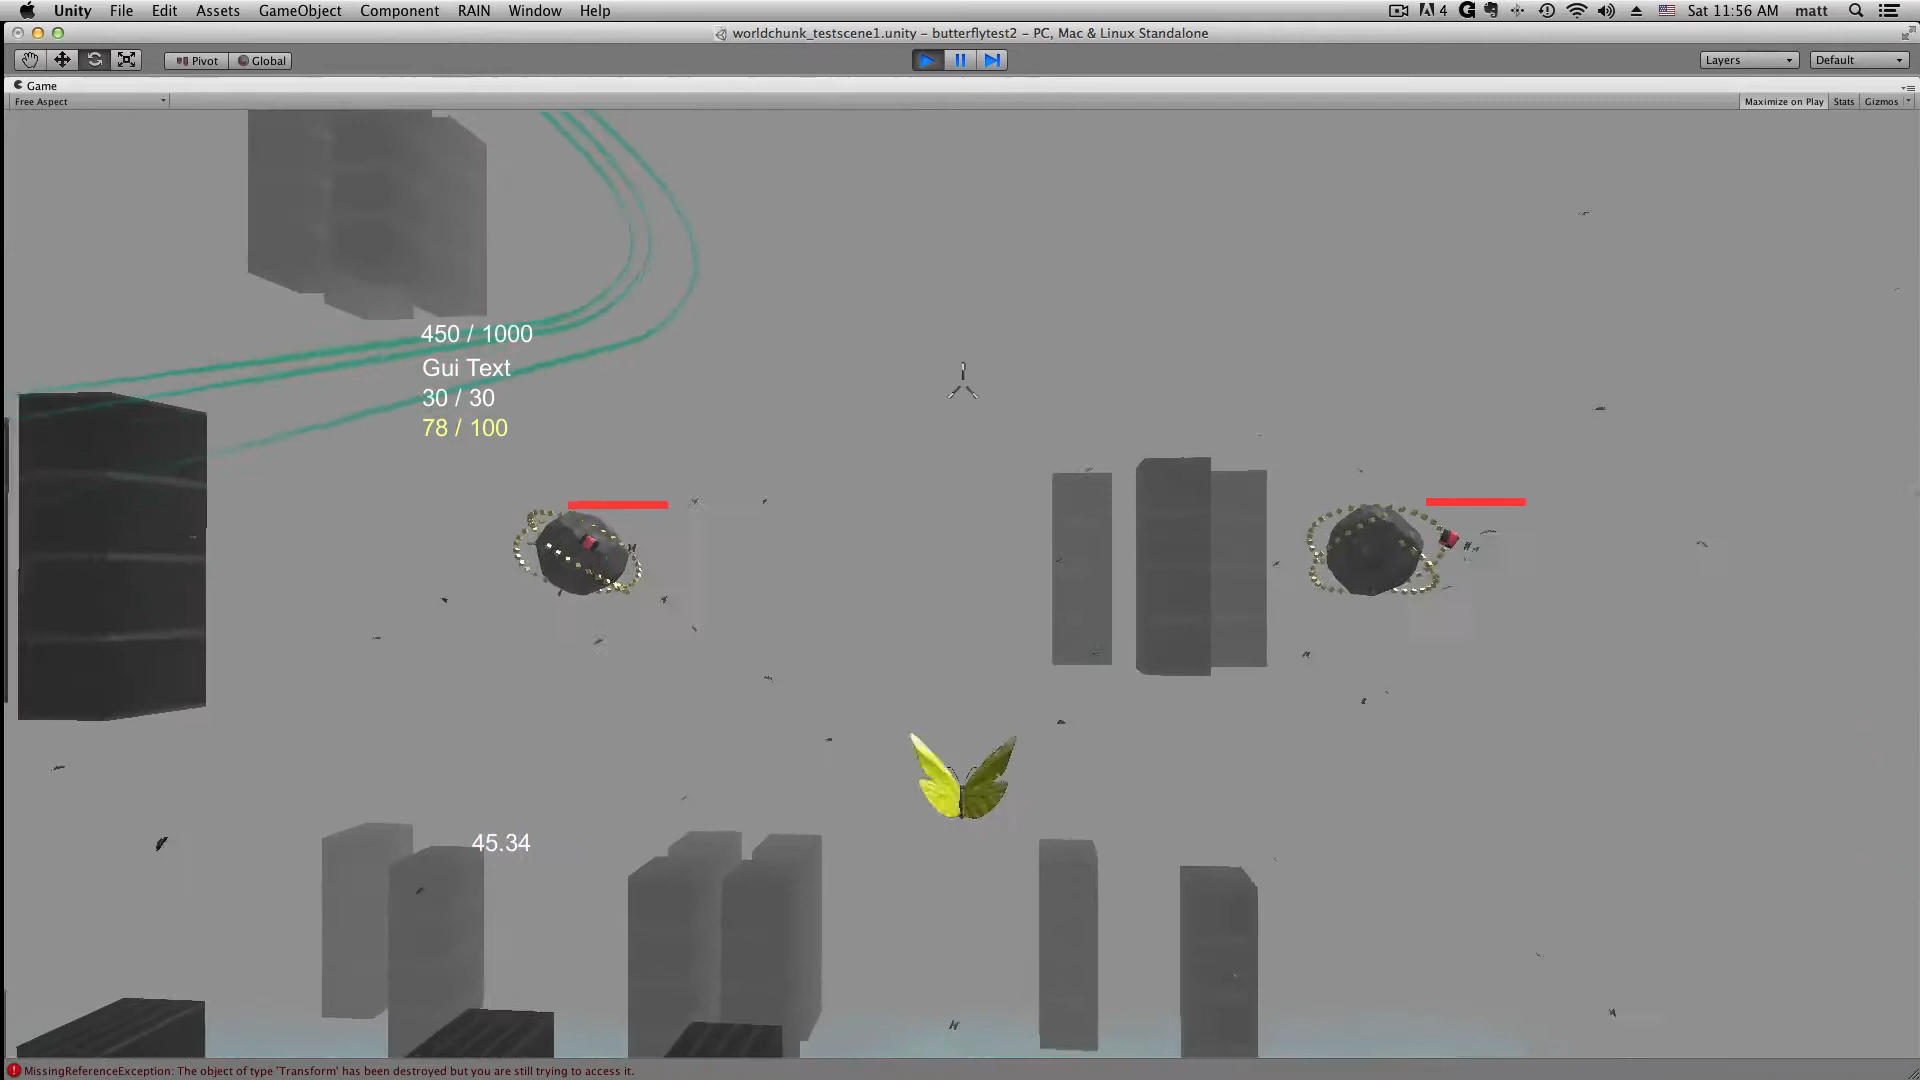 Unity File Edit Assets GameObject Component RAIN Window Help 4 Sat 11:56 AM matt
worldchunk_testscene1.unity - butterflytest2 - PC, Mac & Linux Standalone
Pivot Global Layers Default
Game
Free Aspect Maximize on Play Stats Gizmos
450 / 1000
Gui Text
30 / 30
78 / 100
45.34
MissingReferenceException: The object of type 'Transform' has been destroyed but you are still trying to access it.